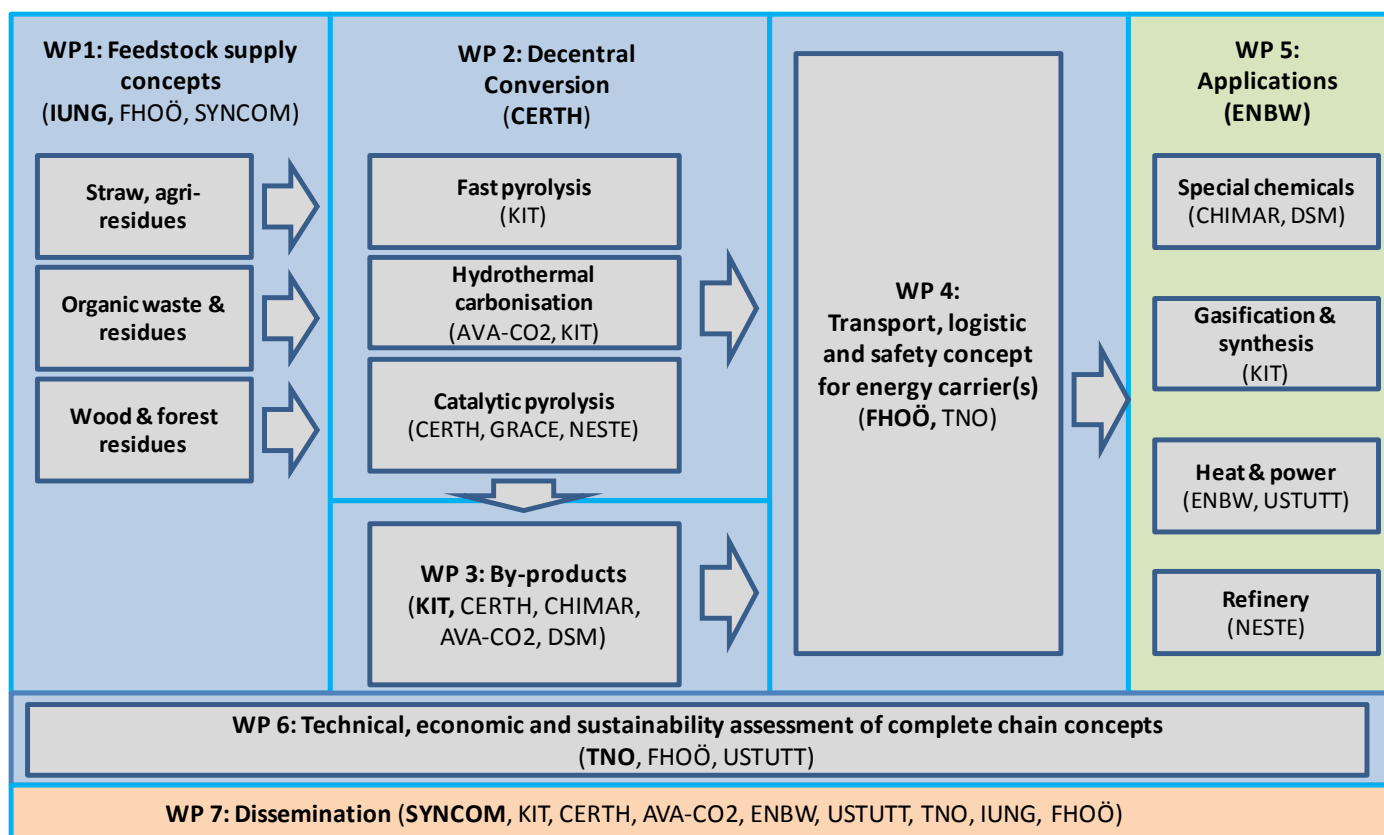 WP1: Feedstock supply
concepts
(IUNG, FHOÖ, SYNCOM)
Straw, agri-
residues
Organic waste &
residues
Wood & forest
residues
WP 2: Decentral
Conversion
(CERTH)
Fast pyrolysis
(KIT)
Hydrothermal
carbonisation
(AVA-CO2, KIT)
Catalytic pyrolysis
(CERTH, GRACE, NESTE)
WP 3: By-products
(KIT, CERTH, CHIMAR,
AVA-CO2, DSM)
WP 4:
Transport, logistic
and safety concept
for energy carrier(s)
(FHOÖ, TNO)
WP 5:
Applications
(ENBW)
Special chemicals
(CHIMAR, DSM)
Gasification &
synthesis
(KIT)
Heat & power
(ENBW, USTUTT)
Refinery
(NESTE)
WP 6: Technical, economic and sustainability assessment of complete chain concepts
(TNO, FHOÖ, USTUTT)
WP 7: Dissemination (SYNCOM, KIT, CERTH, AVA-CO2, ENBW, USTUTT, TNO, IUNG, FHOÖ)